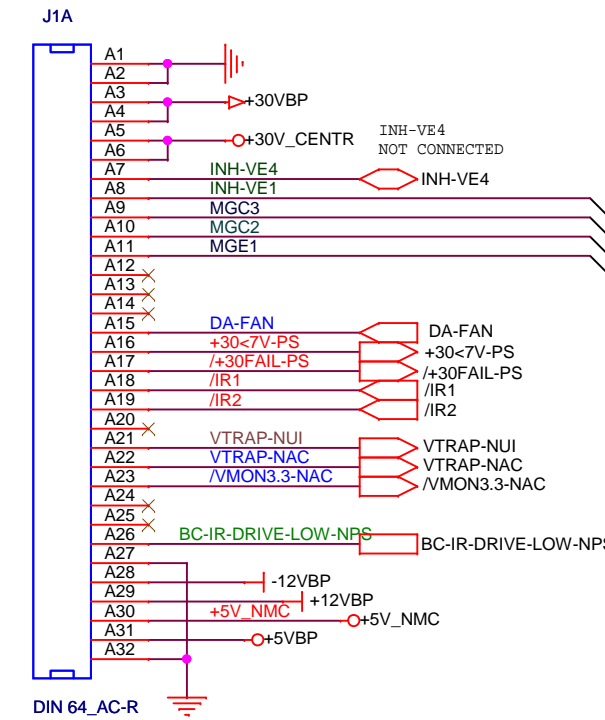 J1A
A1
A2
A3
A4 +30VBP
A5
A6 +30V_CENTR
INH-VE4
NOT CONNECTED
A7 INH-VE4 INH-VE4
A8 INH-VE1
A9 MGC3
A10 MGC2
A11 MGE1
A12
A13
A14
A15 DA-FAN DA-FAN
A16 +30<7V-PS +30<7V-PS
A17 /+30FAIL-PS /+30FAIL-PS
A18 /IR1 /IR1
A19 /IR2 /IR2
A20
A21 VTRAP-NUI VTRAP-NUI
A22 VTRAP-NAC VTRAP-NAC
A23 /VMON3.3-NAC /VMON3.3-NAC
A24
A25
A26 BC-IR-DRIVE-LOW-NPS BC-IR-DRIVE-LOW-NPS
A27
A28 -12VBP
A29 +12VBP
A30 +5V_NMC +5V_NMC
A31 +5VBP
A32
DIN 64_AC-R